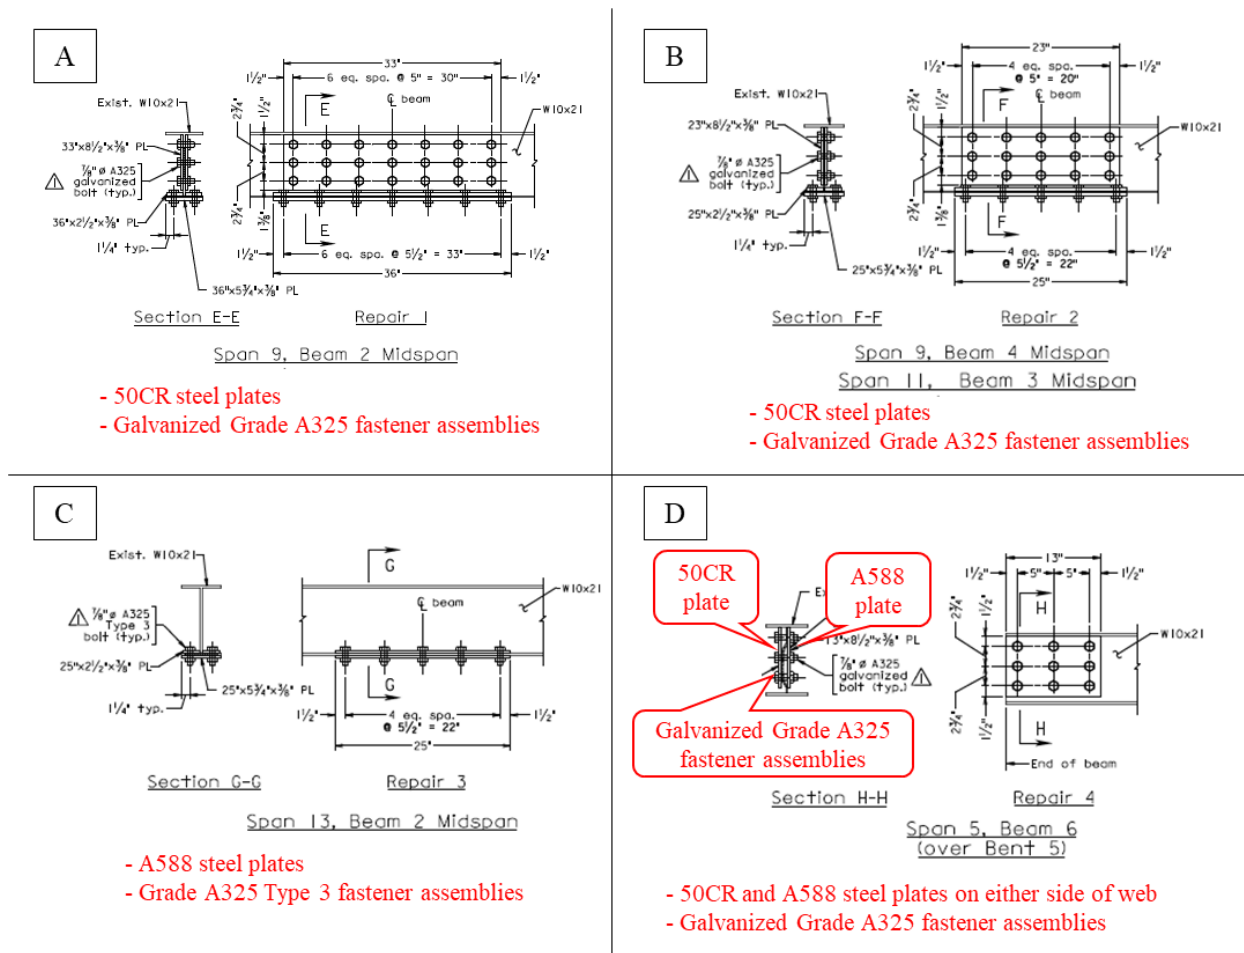 A
33"
1½"
6 eq. spa. @ 5" = 30"
1½"
Exist. W10x21
E
℄ beam
W10x21
2¾"
1½"
33"x8½"x⅜" PL
⅞" ø A325
galvanized
bolt (typ.)
1
36"x2½"x⅜" PL
2¾"
1⅜"
1¼" typ.
E
1½"
6 eq. spa. @ 5½" = 33"
1½"
36"
36"x5¾"x⅜" PL
Section E-E
Repair 1
Span 9, Beam 2 Midspan
- 50CR steel plates
- Galvanized Grade A325 fastener assemblies
B
23"
1½"
4 eq. spa.
@ 5" = 20"
1½"
Exist. W10x21
F
℄ beam
W10x21
2¾"
1½"
23"x8½"x⅜" PL
⅞" ø A325
galvanized
bolt (typ.)
1
25"x2½"x⅜" PL
2¾"
1⅜"
1¼" typ.
F
1½"
4 eq. spa.
@ 5½" = 22"
1½"
25"
25"x5¾"x⅜" PL
Section F-F
Repair 2
Span 9, Beam 4 Midspan
Span 11, Beam 3 Midspan
- 50CR steel plates
- Galvanized Grade A325 fastener assemblies
C
Exist. W10x21
G
W10x21
℄ beam
1
⅞" ø A325
Type 3
bolt (typ.)
25"x2½"x⅜" PL
25"x5¾"x⅜" PL
1¼" typ.
G
1½"
4 eq. spa.
@ 5½" = 22"
1½"
25"
Section G-G
Repair 3
Span 13, Beam 2 Midspan
- A588 steel plates
- Grade A325 Type 3 fastener assemblies
D
50CR
plate
A588
plate
13"
1½"
5"
5"
1½"
H
2¾"
1½"
W10x21
13"x8½"x⅜" PL
⅞" ø A325
galvanized
bolt (typ.)
1
2¾"
1½"
H
Galvanized Grade A325
fastener assemblies
End of beam
Section H-H
Repair 4
Span 5, Beam 6
(over Bent 5)
- 50CR and A588 steel plates on either side of web
- Galvanized Grade A325 fastener assemblies